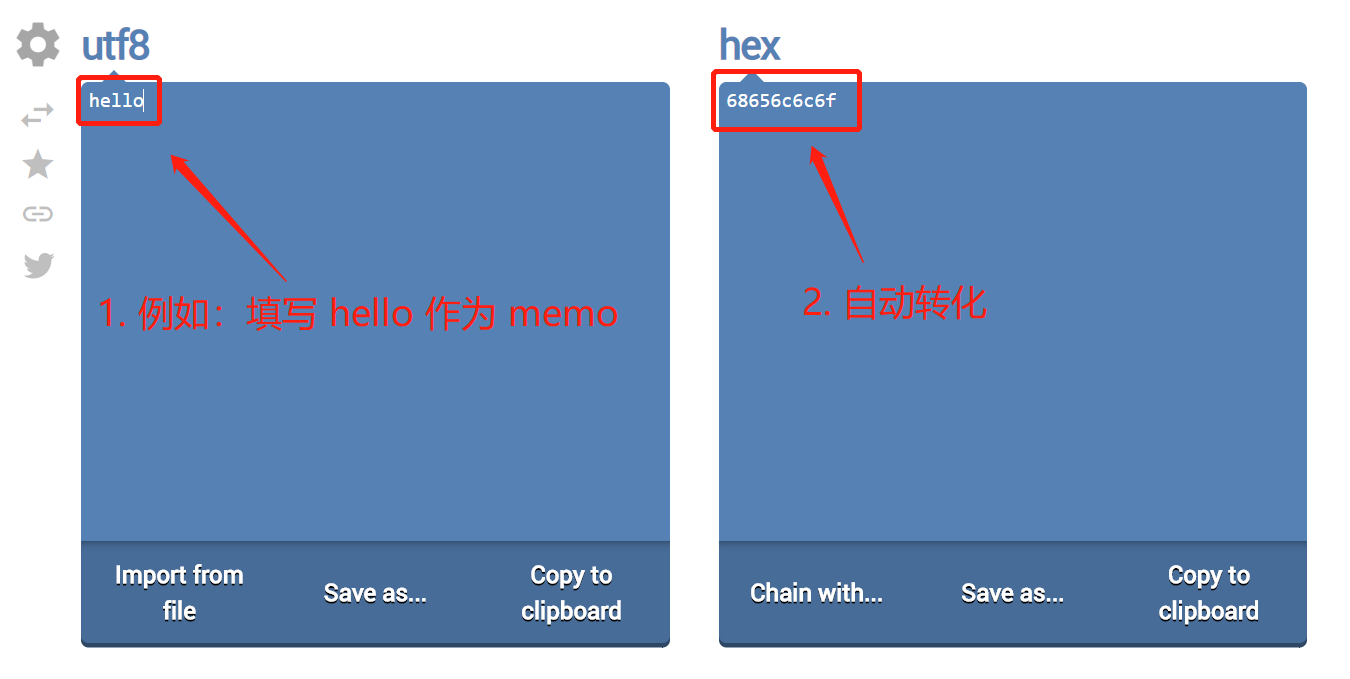 utf8
hex
hello
68656c6c6f
1. 例如：填写 hello 作为 memo
2. 自动转化
Import from
file
Save as...
Copy to
clipboard
Chain with...
Save as...
Copy to
clipboard